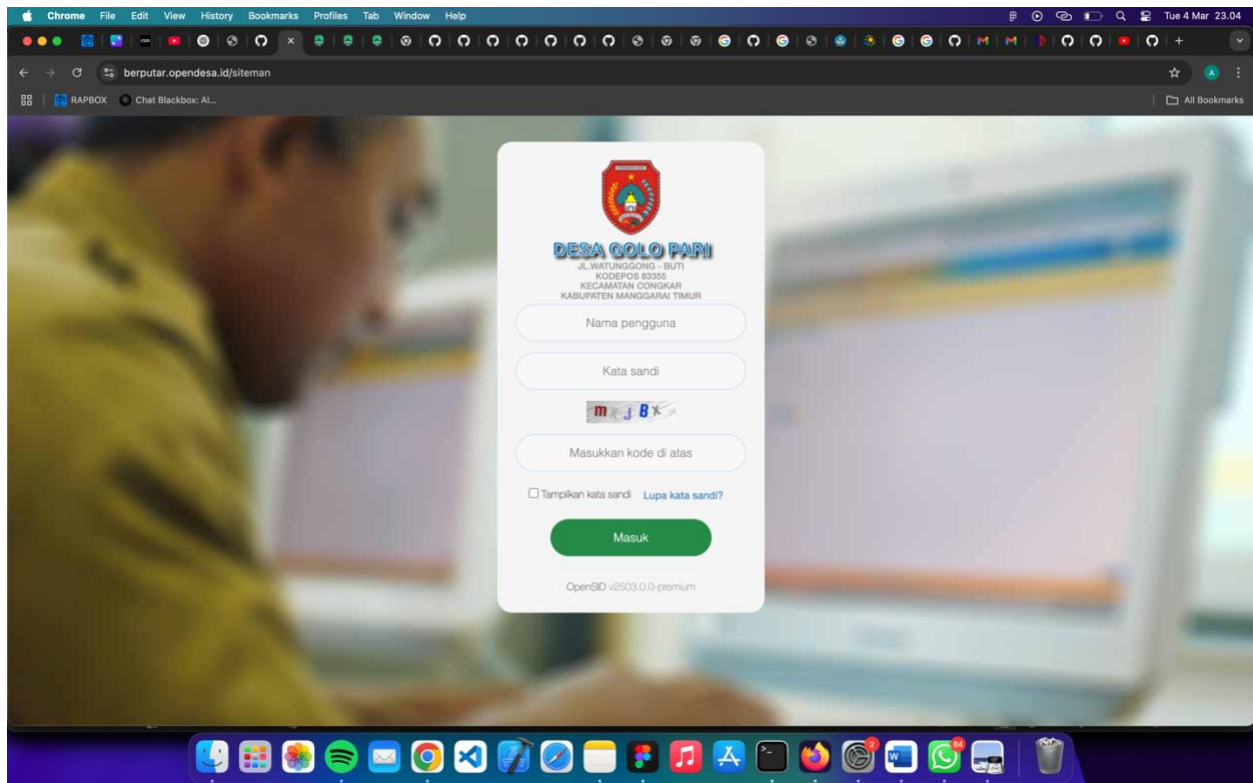 Chrome File Edit View History Bookmarks Profiles Tab Window Help Tue 4 Mar 23.04
berputar.opendesa.id/siteman
RAPBOX Chat Blackbox: AI... All Bookmarks
DESA GOLO PARI
JL.WATUNGGONG - BUTI
KODEPOS 83355
KECAMATAN CONGKAR
KABUPATEN MANGGARAI TIMUR
Nama pengguna
Kata sandi
Masukkan kode di atas
Tampilkan kata sandi Lupa kata sandi?
Masuk
OpenSID v2503.0.0-premium